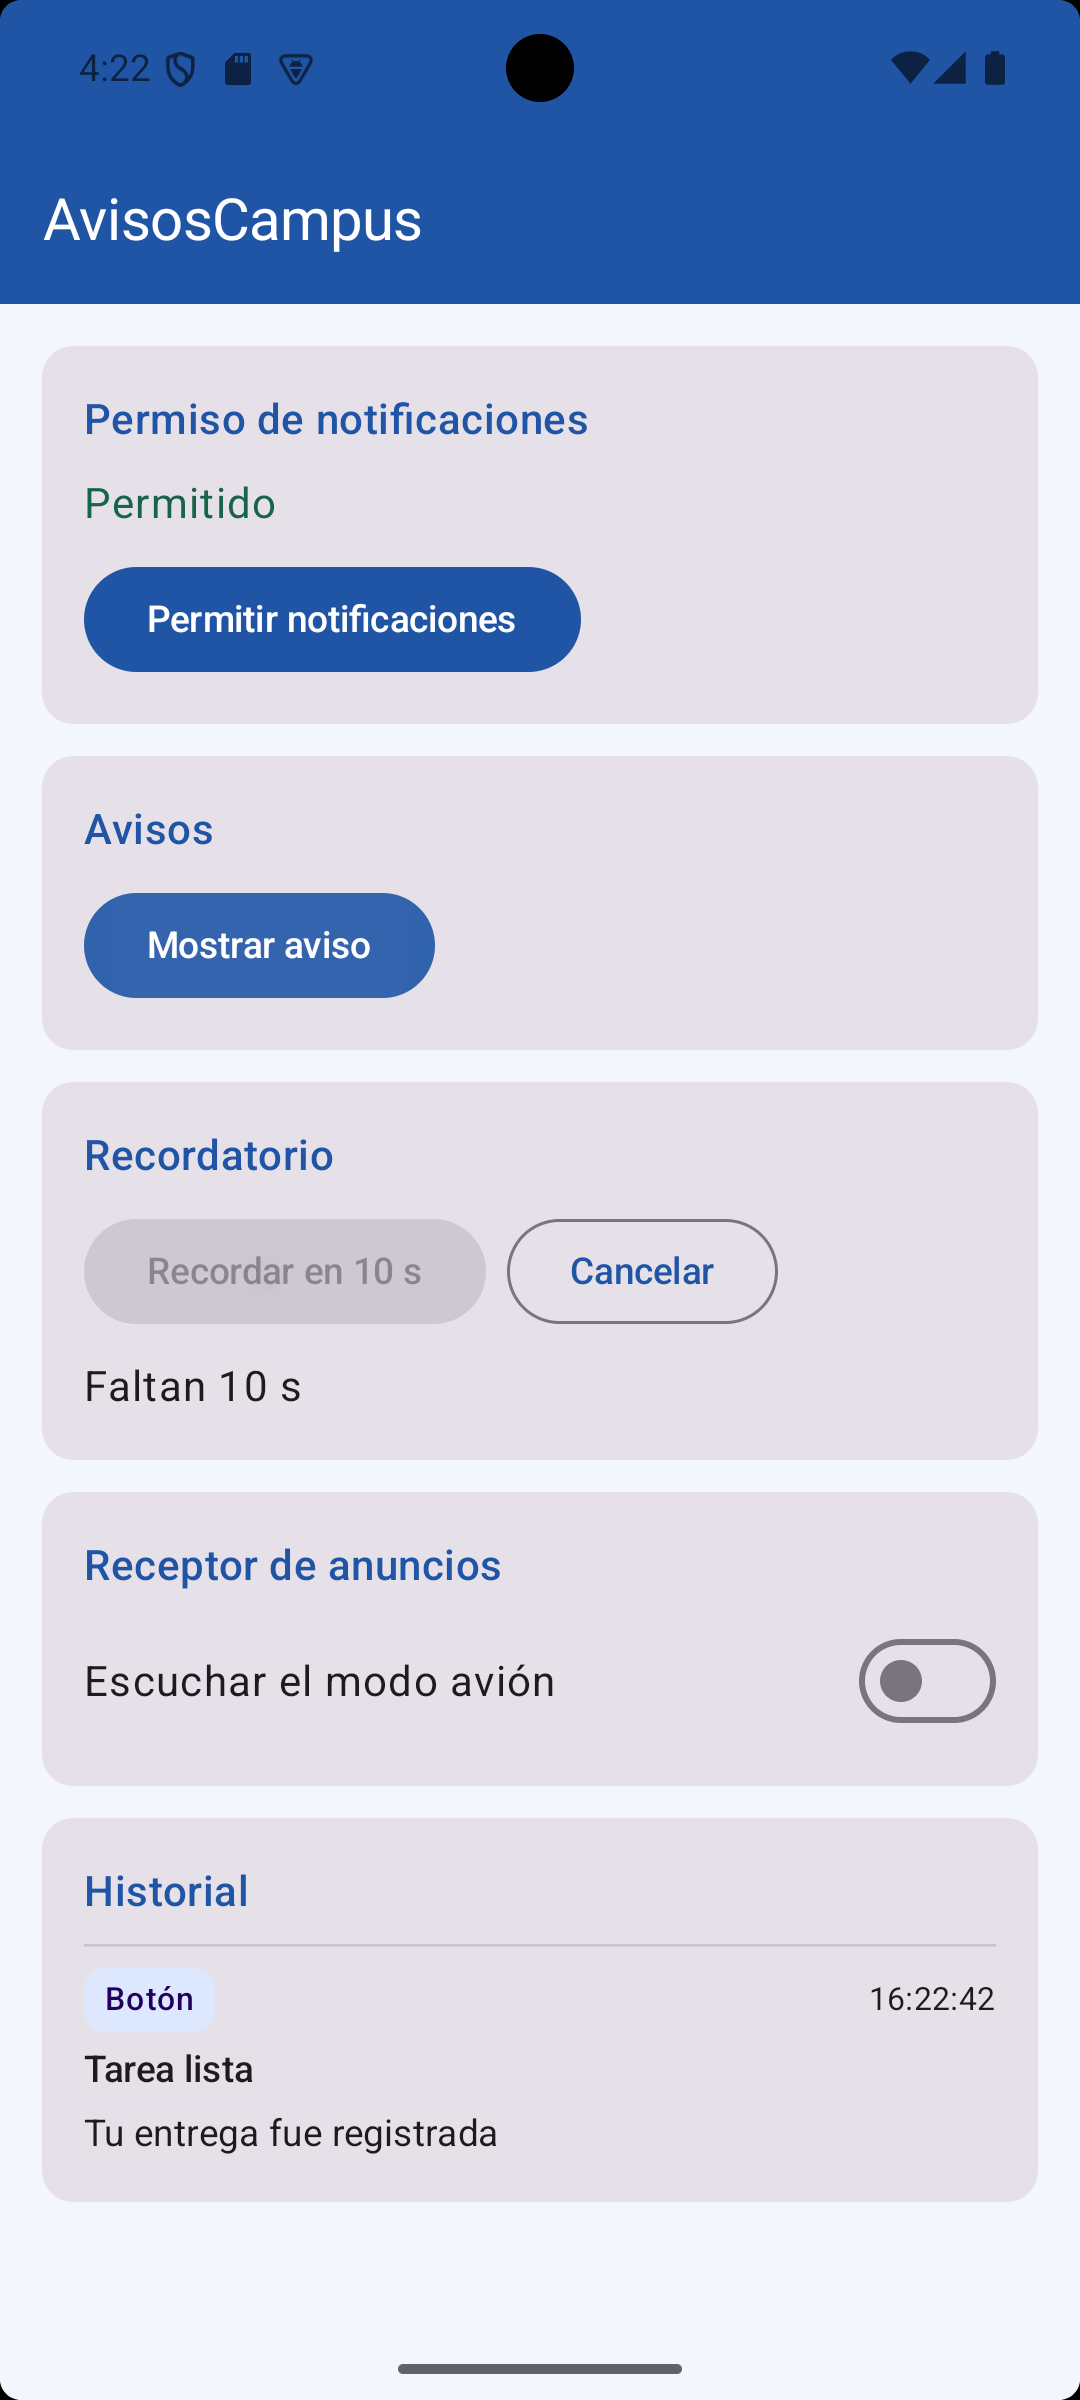 4:22
AvisosCampus
Permiso de notificaciones
Permitido
Permitir notificaciones
Avisos
Mostrar aviso
Recordatorio
Recordar en 10 s
Cancelar
Faltan 10 s
Receptor de anuncios
Escuchar el modo avión
Historial
Botón
16:22:42
Tarea lista
Tu entrega fue registrada